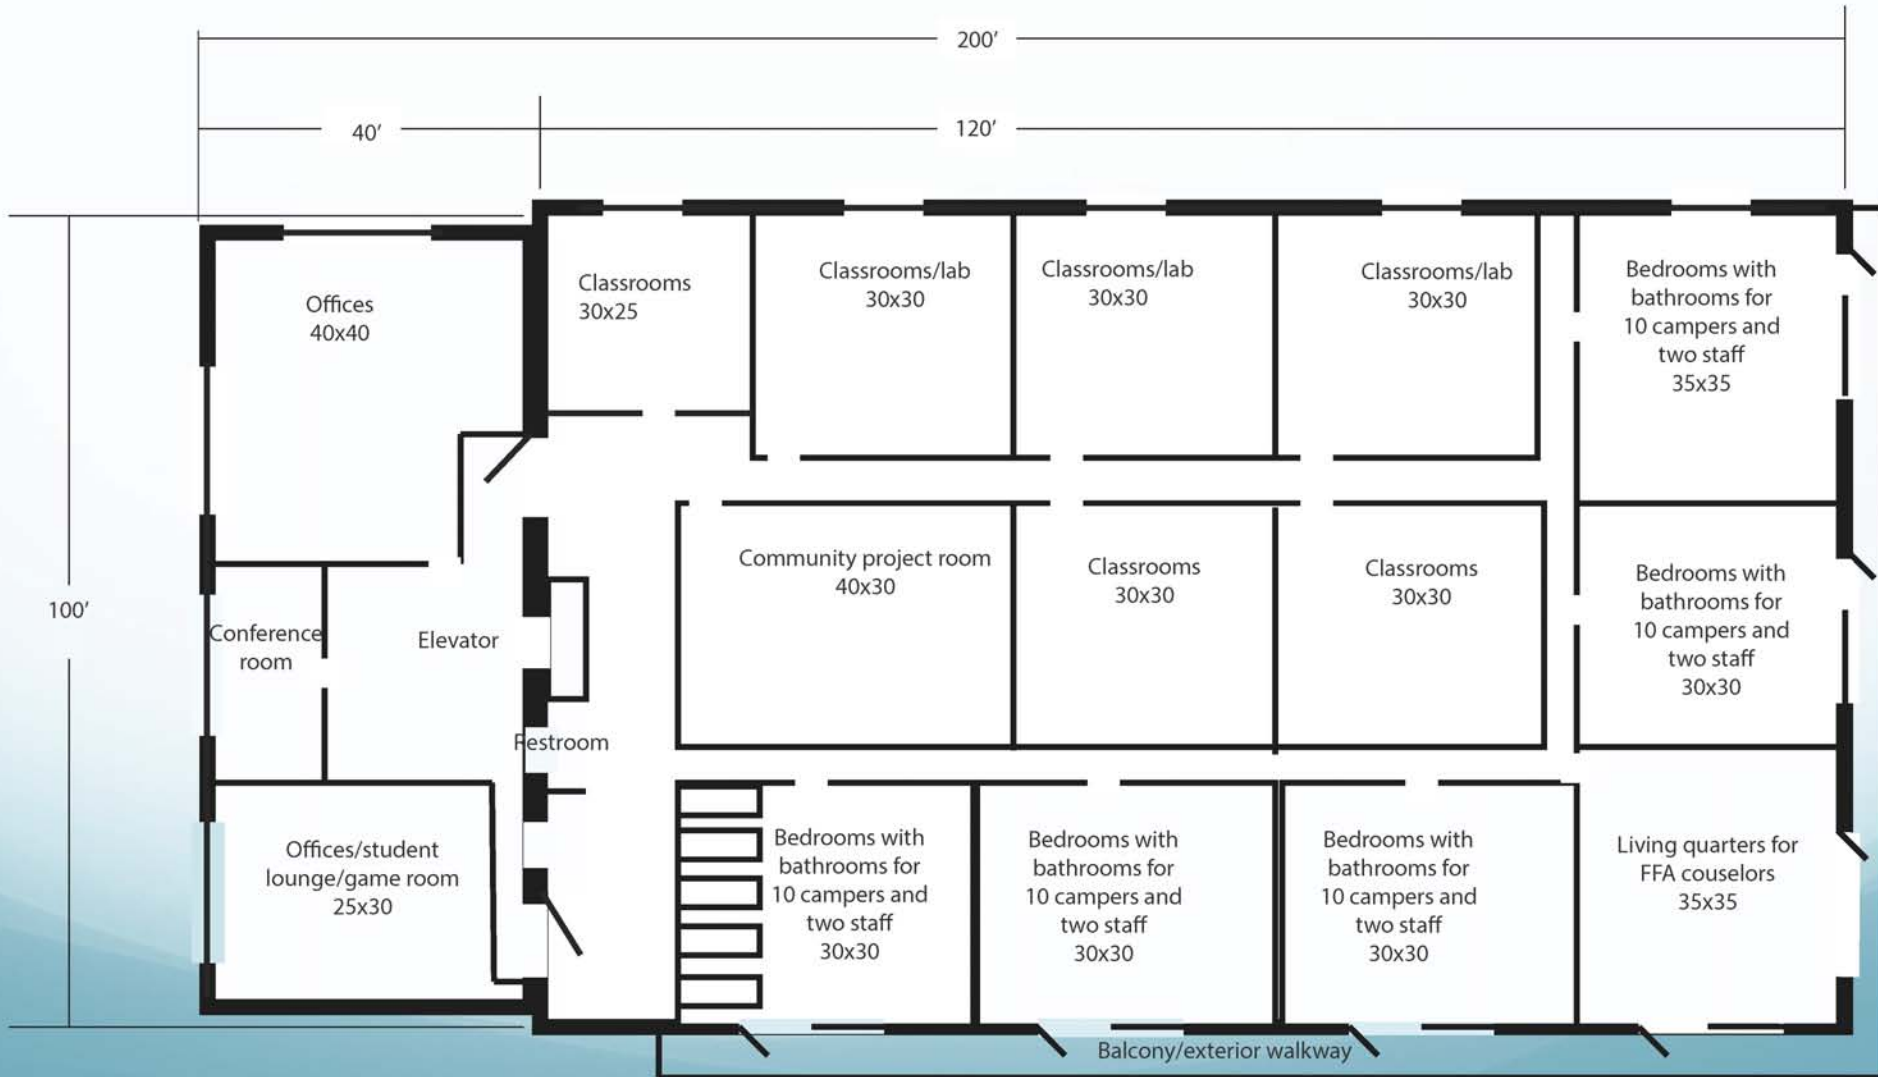 200’
40’
120’
Offices
40x40
Classrooms
30x25
Classrooms/lab
30x30
Classrooms/lab
30x30
Classrooms/lab
30x30
Bedrooms with
bathrooms for
10 campers and
two staff
35x35
100’
Conference
room
Elevator
Restroom
Community project room
40x30
Classrooms
30x30
Classrooms
30x30
Bedrooms with
bathrooms for
10 campers and
two staff
30x30
Offices/student
lounge/game room
25x30
Bedrooms with
bathrooms for
10 campers and
two staff
30x30
Bedrooms with
bathrooms for
10 campers and
two staff
30x30
Bedrooms with
bathrooms for
10 campers and
two staff
30x30
Living quarters for
FFA couselors
35x35
Balcony/exterior walkway